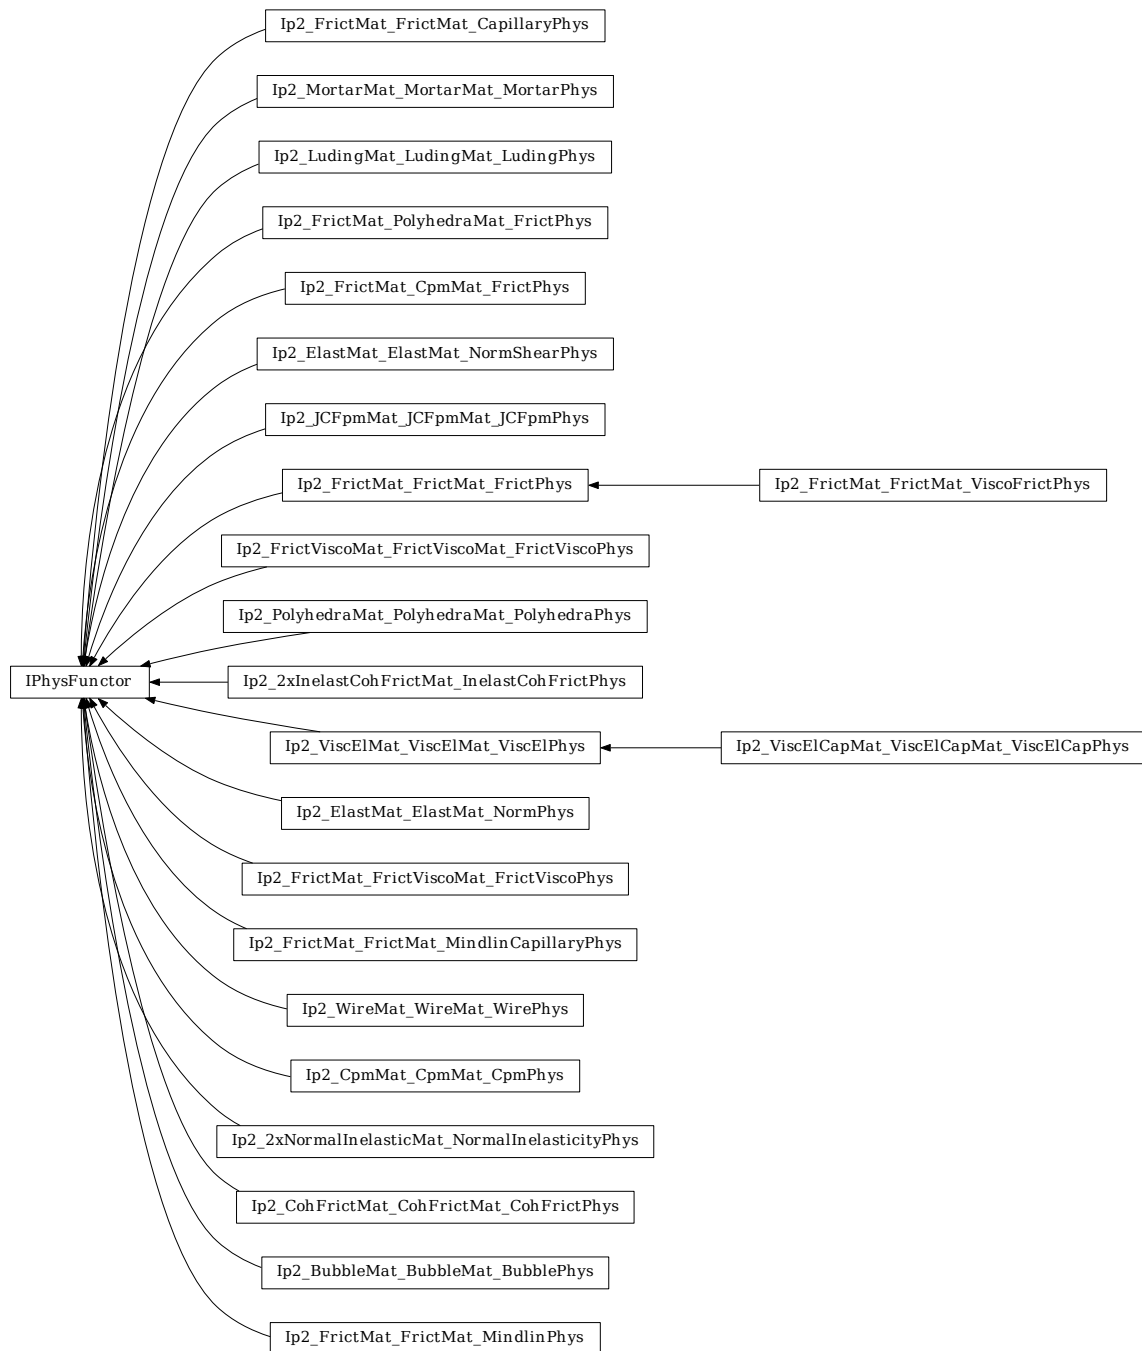 Ip2_FrictMat_FrictMat_CapillaryPhys
Ip2_MortarMat_MortarMat_MortarPhys
Ip2_LudingMat_LudingMat_LudingPhys
Ip2_FrictMat_PolyhedraMat_FrictPhys
Ip2_FrictMat_CpmMat_FrictPhys
Ip2_ElastMat_ElastMat_NormShearPhys
Ip2_JCFpmMat_JCFpmMat_JCFpmPhys
Ip2_FrictMat_FrictMat_FrictPhys
Ip2_FrictMat_FrictMat_ViscoFrictPhys
Ip2_FrictViscoMat_FrictViscoMat_FrictViscoPhys
Ip2_PolyhedraMat_PolyhedraMat_PolyhedraPhys
IPhysFunctor
Ip2_2xInelastCohFrictMat_InelastCohFrictPhys
Ip2_ViscElMat_ViscElMat_ViscElPhys
Ip2_ViscElCapMat_ViscElCapMat_ViscElCapPhys
Ip2_ElastMat_ElastMat_NormPhys
Ip2_FrictMat_FrictViscoMat_FrictViscoPhys
Ip2_FrictMat_FrictMat_MindlinCapillaryPhys
Ip2_WireMat_WireMat_WirePhys
Ip2_CpmMat_CpmMat_CpmPhys
Ip2_2xNormalInelasticMat_NormalInelasticityPhys
Ip2_CohFrictMat_CohFrictMat_CohFrictPhys
Ip2_BubbleMat_BubbleMat_BubblePhys
Ip2_FrictMat_FrictMat_MindlinPhys